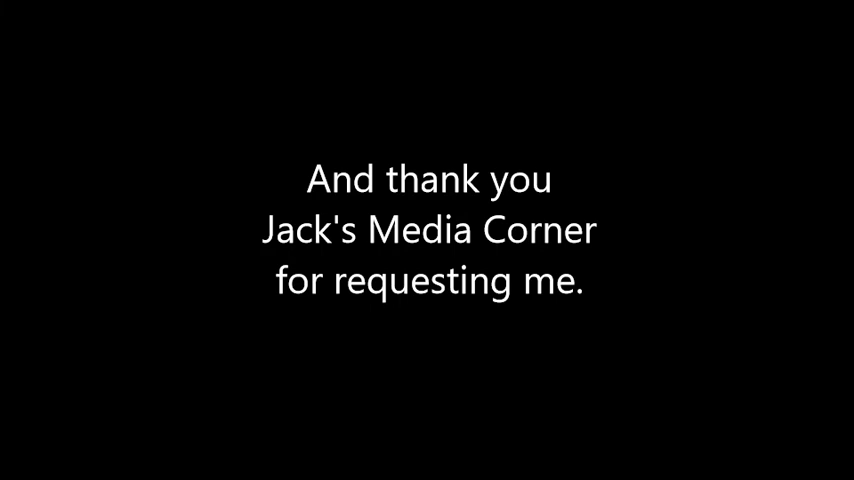 And thank you
Jack's Media Corner
for requesting me.